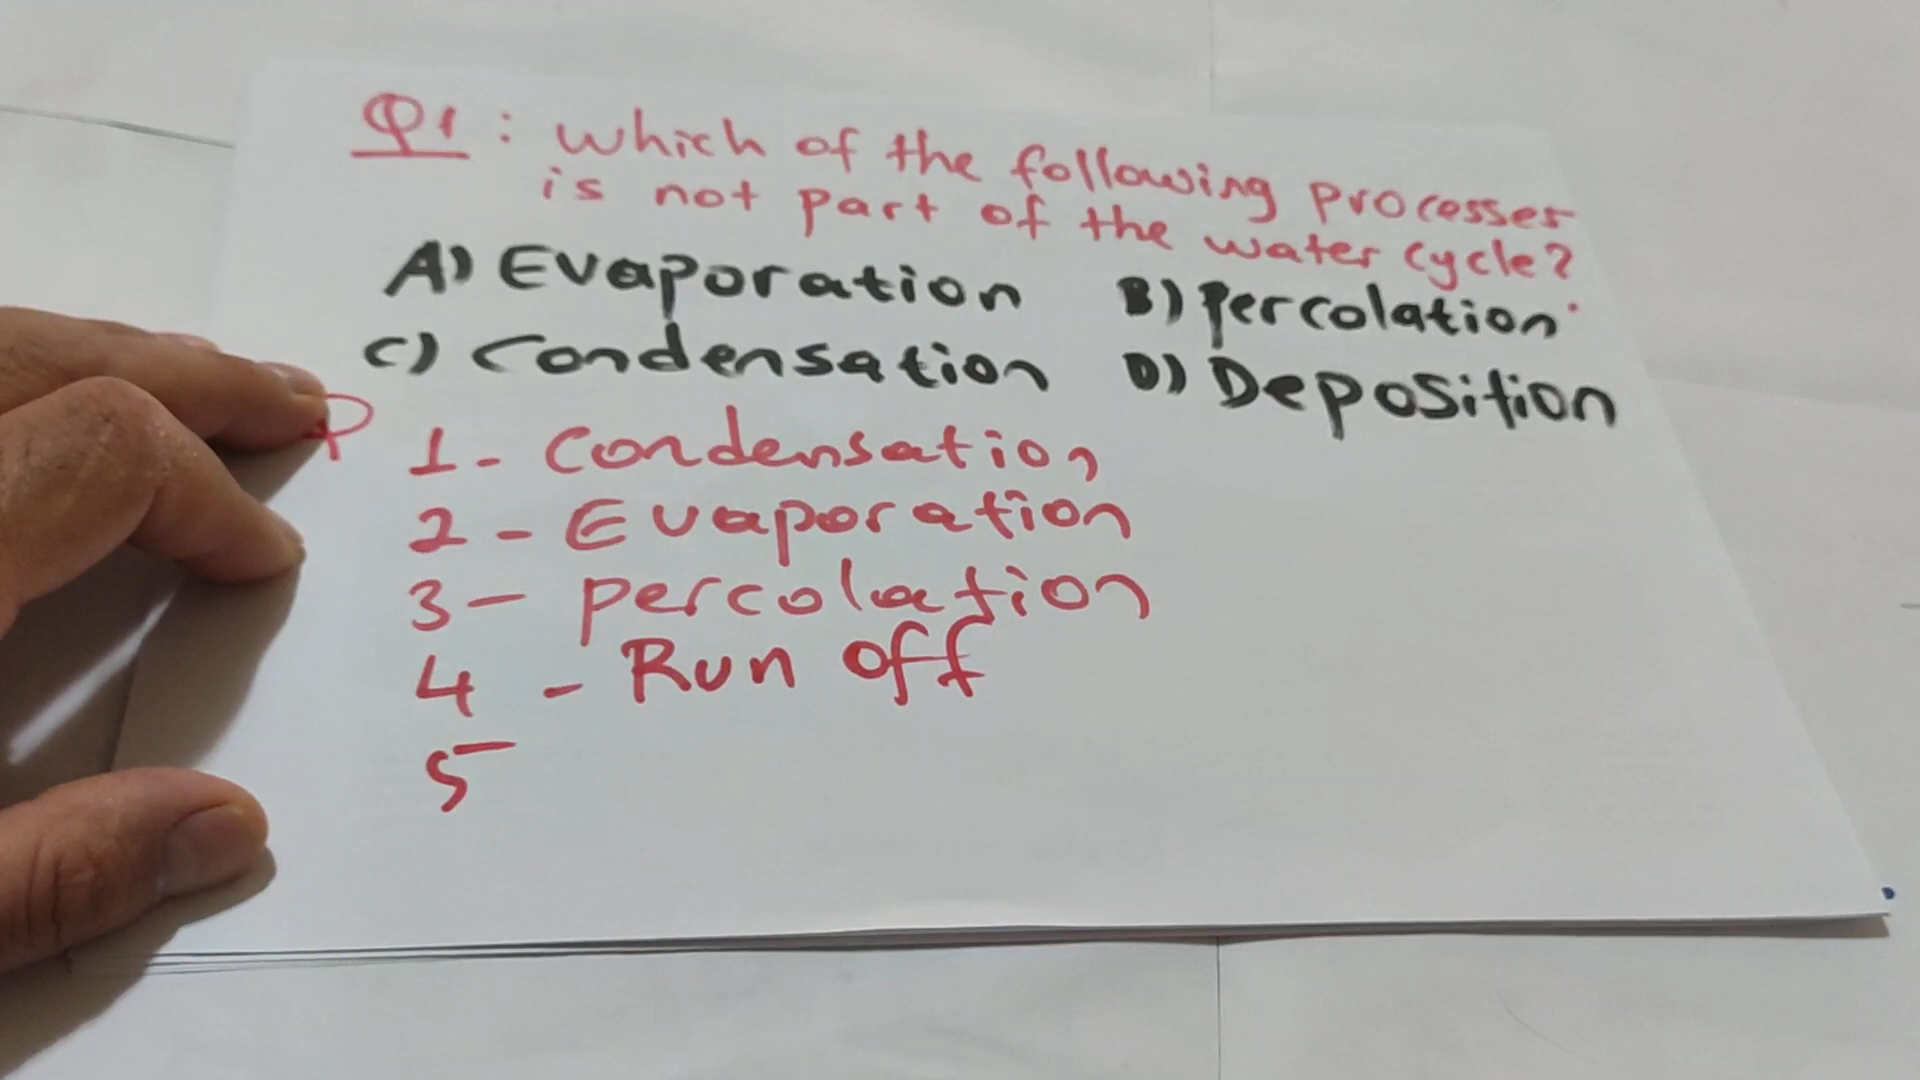 Q1: which of the following processes
is not part of the water cycle?
A) Evaporation B) Percolation
C) Condensation D) Deposition
P
1- Condensation
2- Evaporation
3- percolation
4- Run off
5